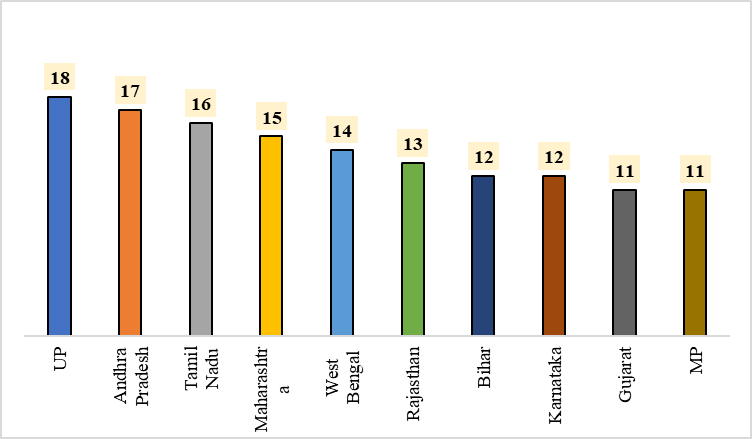 18
17
16
15
14
13
12
12
11
11
UP
Andhra
Pradesh
Tamil
Nadu
Maharashtr
a
West
Bengal
Rajasthan
Bihar
Karnataka
Gujarat
MP